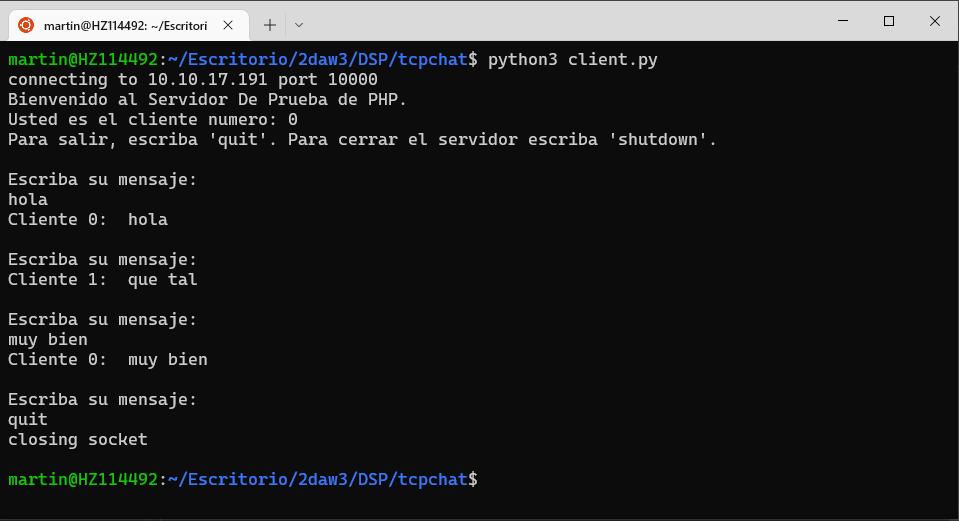 martin@HZ114492: ~/Escritori
martin@HZ114492:~/Escritorio/2daw3/DSP/tcpchat$ python3 client.py
connecting to 10.10.17.191 port 10000
Bienvenido al Servidor De Prueba de PHP.
Usted es el cliente numero: 0
Para salir, escriba 'quit'. Para cerrar el servidor escriba 'shutdown'.
Escriba su mensaje:
hola
Cliente 0:  hola
Escriba su mensaje:
Cliente 1:  que tal
Escriba su mensaje:
muy bien
Cliente 0:  muy bien
Escriba su mensaje:
quit
closing socket
martin@HZ114492:~/Escritorio/2daw3/DSP/tcpchat$